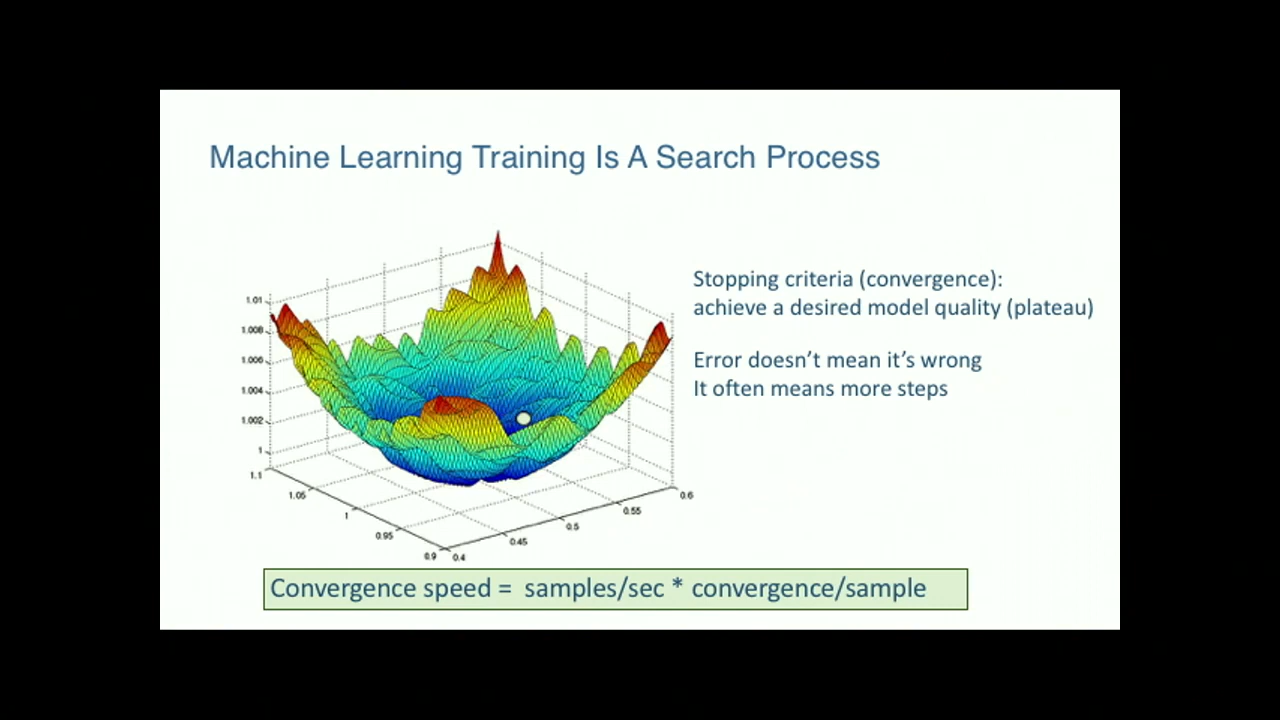 Machine Learning Training Is A Search Process
Stopping criteria (convergence):
achieve a desired model quality (plateau)
Error doesn’t mean it’s wrong
It often means more steps
1.01
1.008
1.006
1.004
1.002
1
1.1
1.05
1
0.95
0.9
0.4
0.45
0.5
0.55
0.6
Convergence speed = samples/sec * convergence/sample